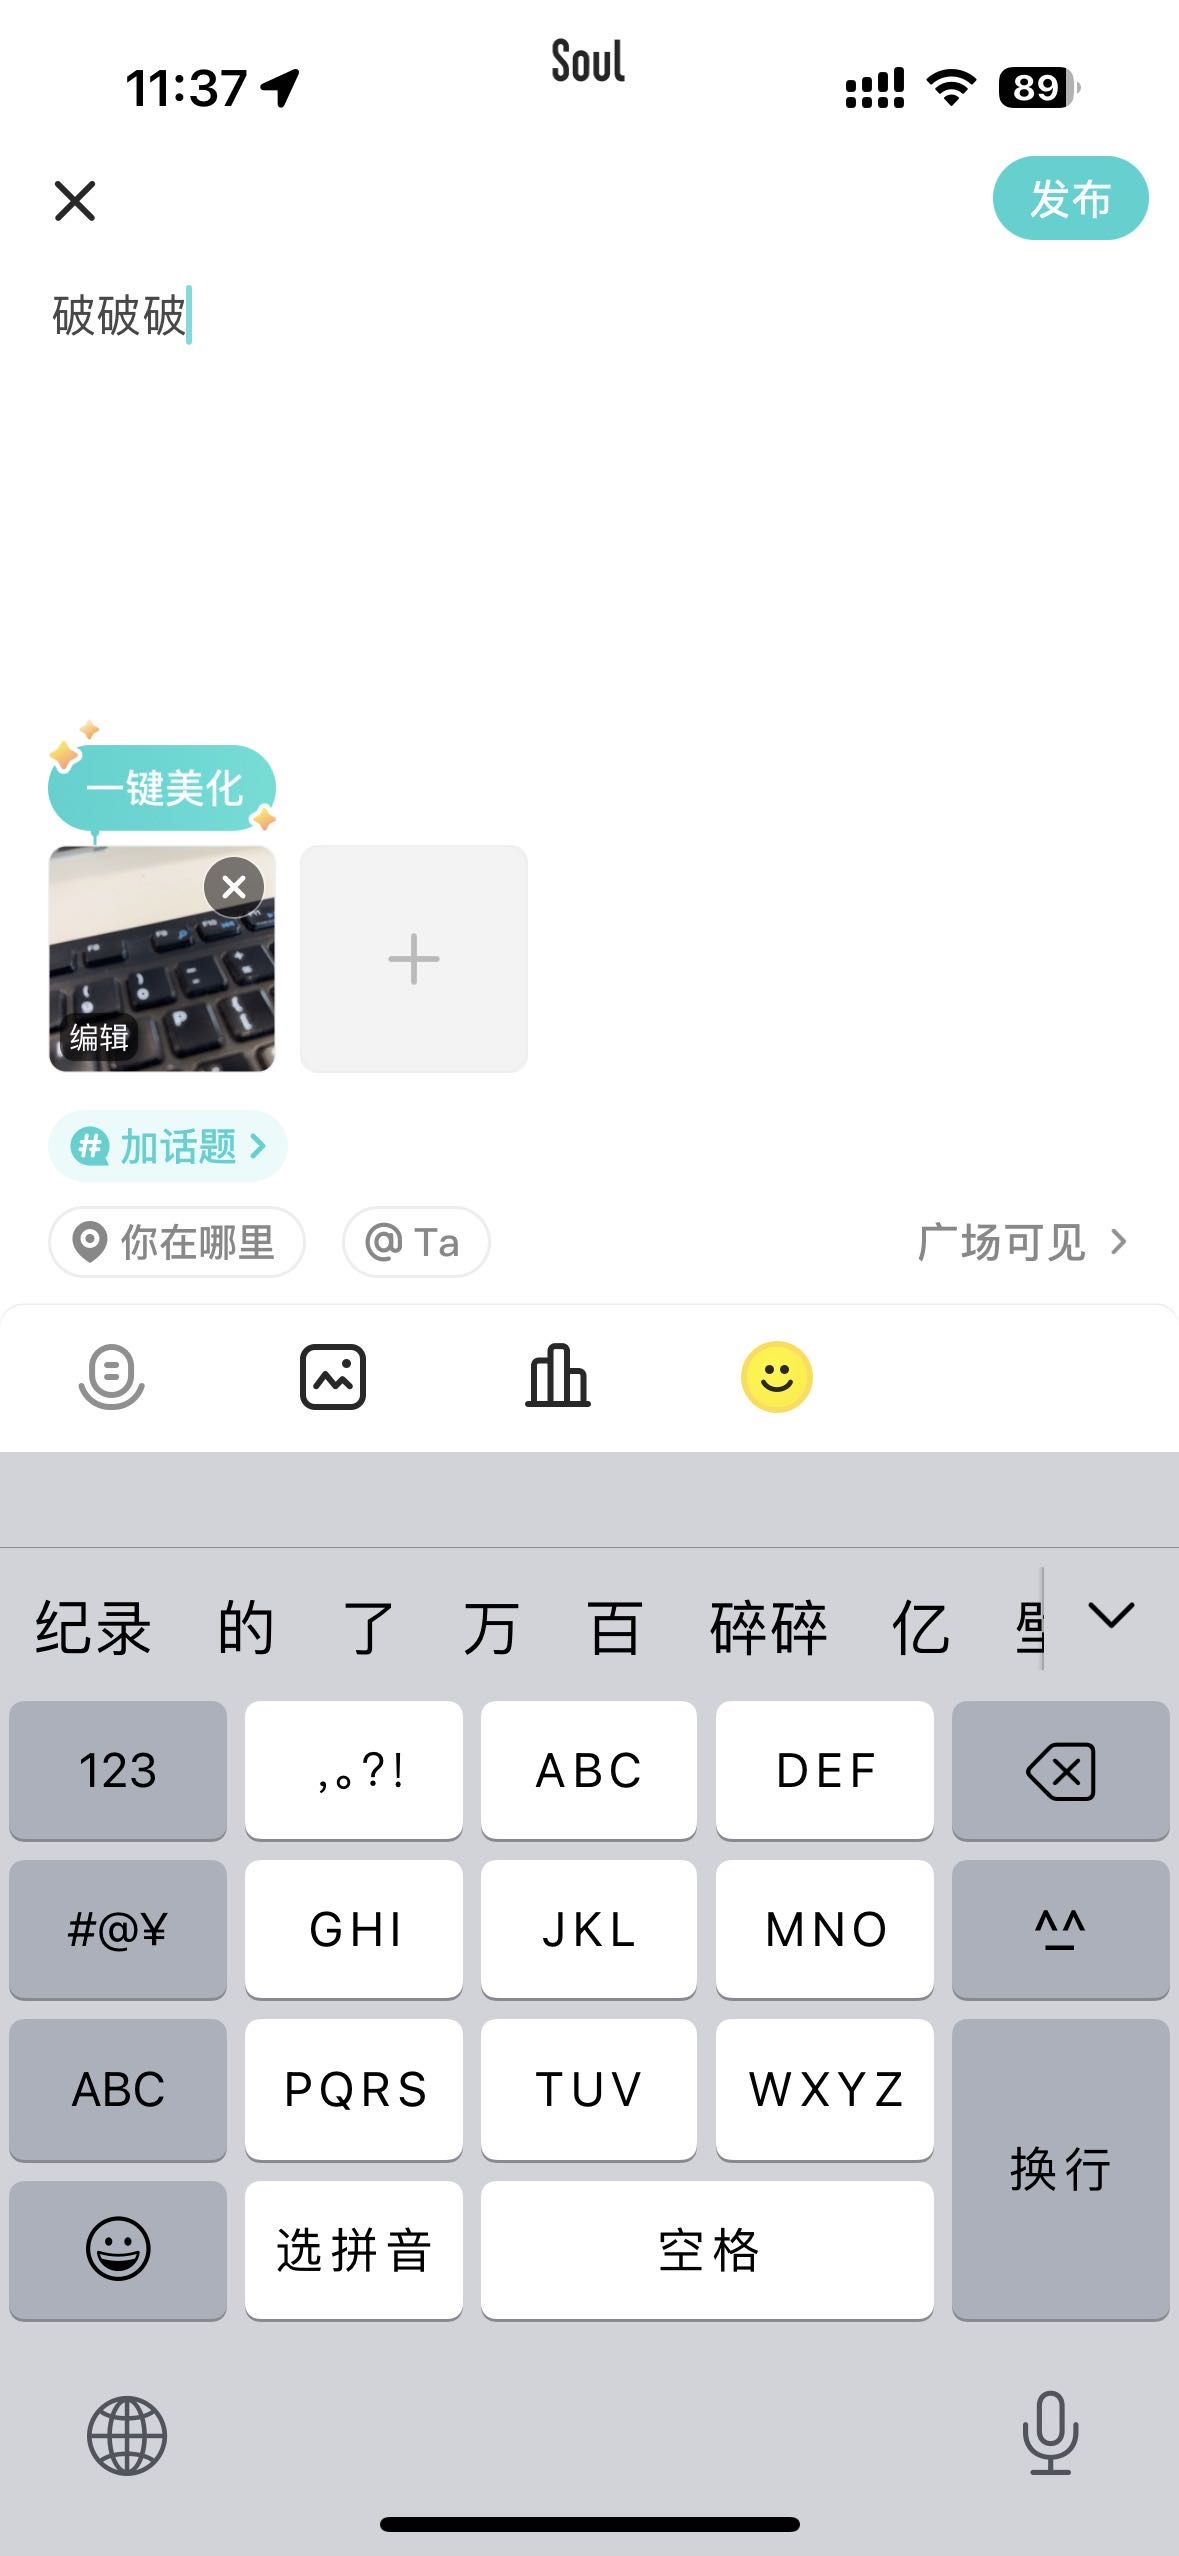 11:37
Soul
89
发布
破破破
一键美化
编辑
# 加话题
你在哪里
@ Ta
广场可见
纪录 的 了 万 百 碎碎 亿
123 ,。?! ABC DEF
#@¥ GHI JKL MNO ^^
ABC PQRS TUV WXYZ
换行
选拼音 空格